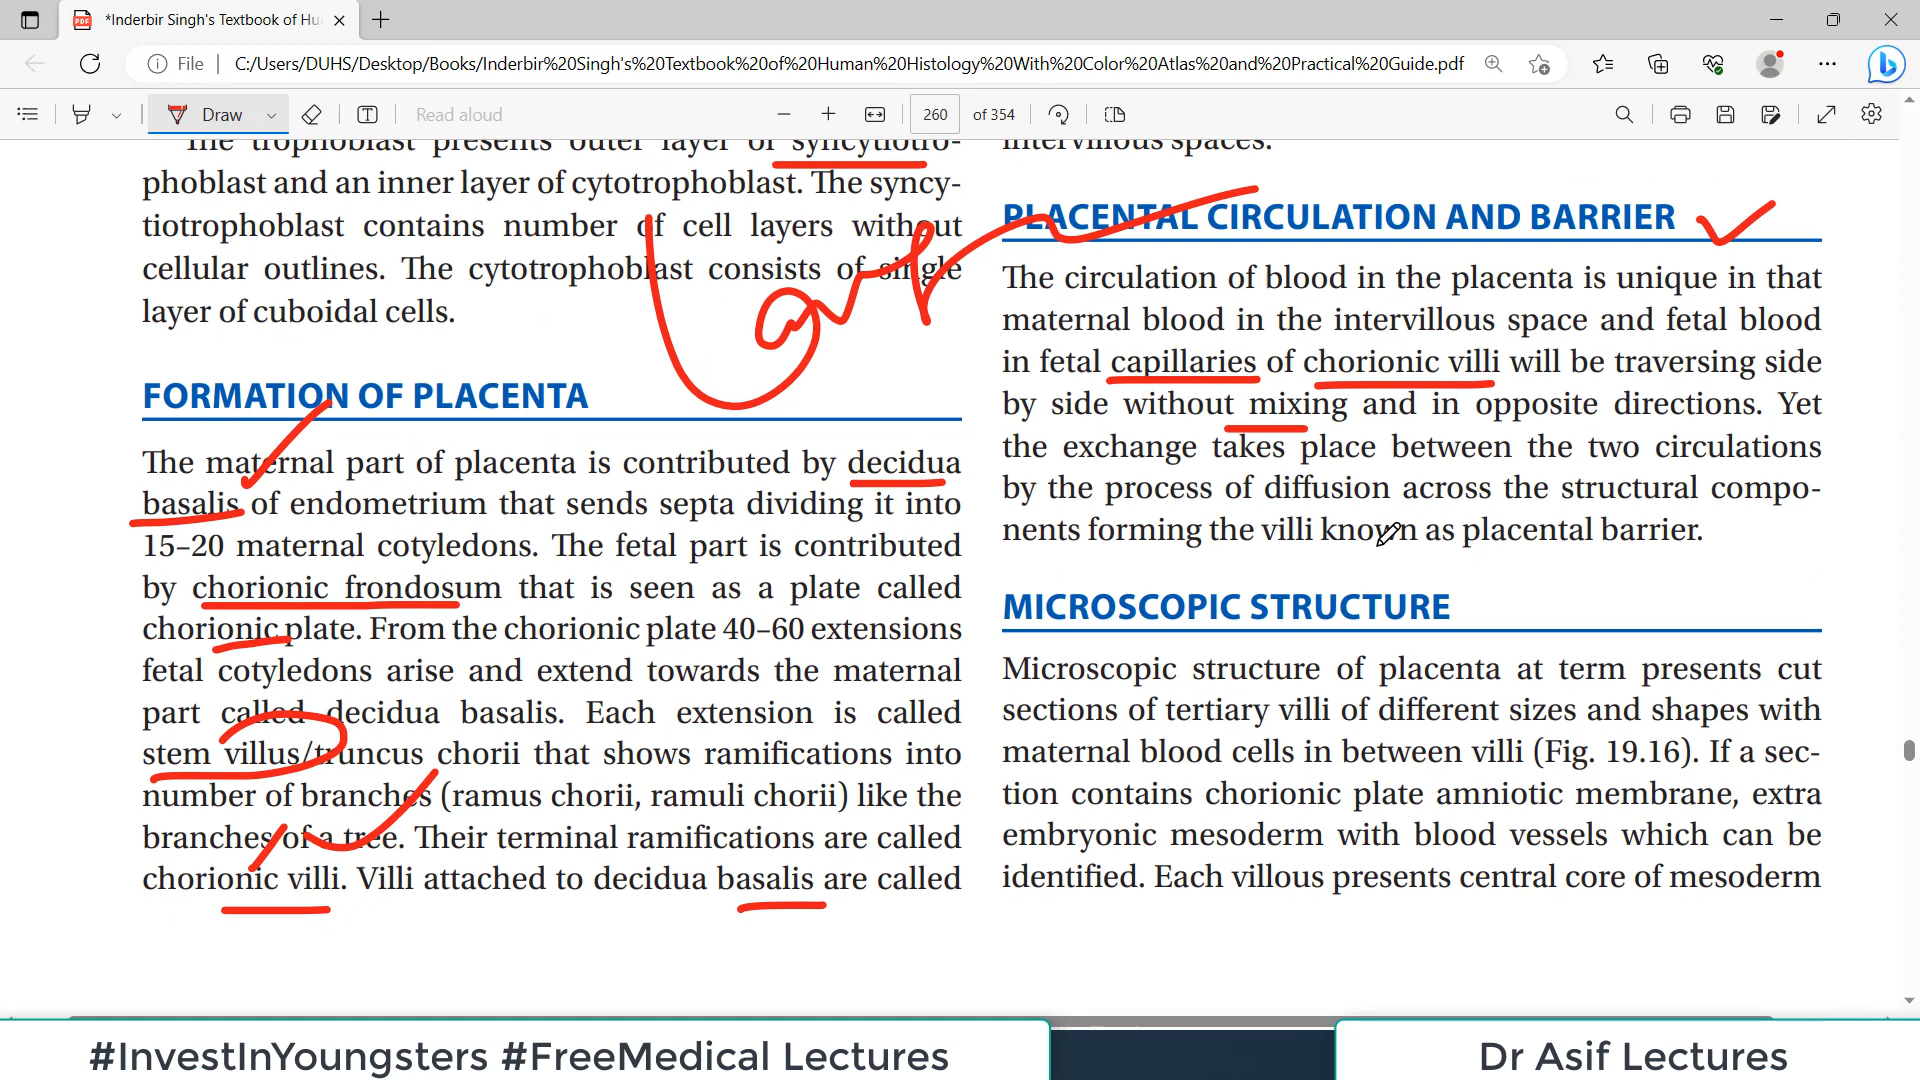 *Inderbir Singh's Textbook of Hu
File
C:/Users/DUHS/Desktop/Books/Inderbir%20Singh's%20Textbook%20of%20Human%20Histology%20With%20Color%20Atlas%20and%20Practical%20Guide.pdf
Draw
Read aloud
260 of 354
The trophoblast presents outer layer of syncytiotro-
phoblast and an inner layer of cytotrophoblast. The syncy-
tiotrophoblast contains number of cell layers without
cellular outlines. The cytotrophoblast consists of single
layer of cuboidal cells.
FORMATION OF PLACENTA
The maternal part of placenta is contributed by decidua
basalis of endometrium that sends septa dividing it into
15–20 maternal cotyledons. The fetal part is contributed
by chorionic frondosum that is seen as a plate called
chorionic plate. From the chorionic plate 40–60 extensions
fetal cotyledons arise and extend towards the maternal
part called decidua basalis. Each extension is called
stem villus/truncus chorii that shows ramifications into
number of branches (ramus chorii, ramuli chorii) like the
branches of a tree. Their terminal ramifications are called
chorionic villi. Villi attached to decidua basalis are called
intervillous spaces.
PLACENTAL CIRCULATION AND BARRIER
The circulation of blood in the placenta is unique in that
maternal blood in the intervillous space and fetal blood
in fetal capillaries of chorionic villi will be traversing side
by side without mixing and in opposite directions. Yet
the exchange takes place between the two circulations
by the process of diffusion across the structural compo-
nents forming the villi known as placental barrier.
MICROSCOPIC STRUCTURE
Microscopic structure of placenta at term presents cut
sections of tertiary villi of different sizes and shapes with
maternal blood cells in between villi (Fig. 19.16). If a sec-
tion contains chorionic plate amniotic membrane, extra
embryonic mesoderm with blood vessels which can be
identified. Each villous presents central core of mesoderm
#InvestInYoungsters #FreeMedical Lectures
Dr Asif Lectures